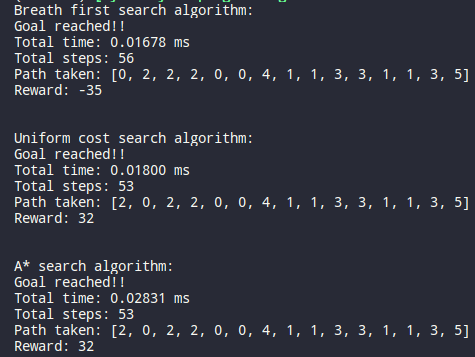 Breath first search algorithm:
Goal reached!!
Total time: 0.01678 ms
Total steps: 56
Path taken: [0, 2, 2, 2, 0, 0, 4, 1, 1, 3, 3, 1, 1, 3, 5]
Reward: -35
Uniform cost search algorithm:
Goal reached!!
Total time: 0.01800 ms
Total steps: 53
Path taken: [2, 0, 2, 2, 0, 0, 4, 1, 1, 3, 3, 1, 1, 3, 5]
Reward: 32
A* search algorithm:
Goal reached!!
Total time: 0.02831 ms
Total steps: 53
Path taken: [2, 0, 2, 2, 0, 0, 4, 1, 1, 3, 3, 1, 1, 3, 5]
Reward: 32